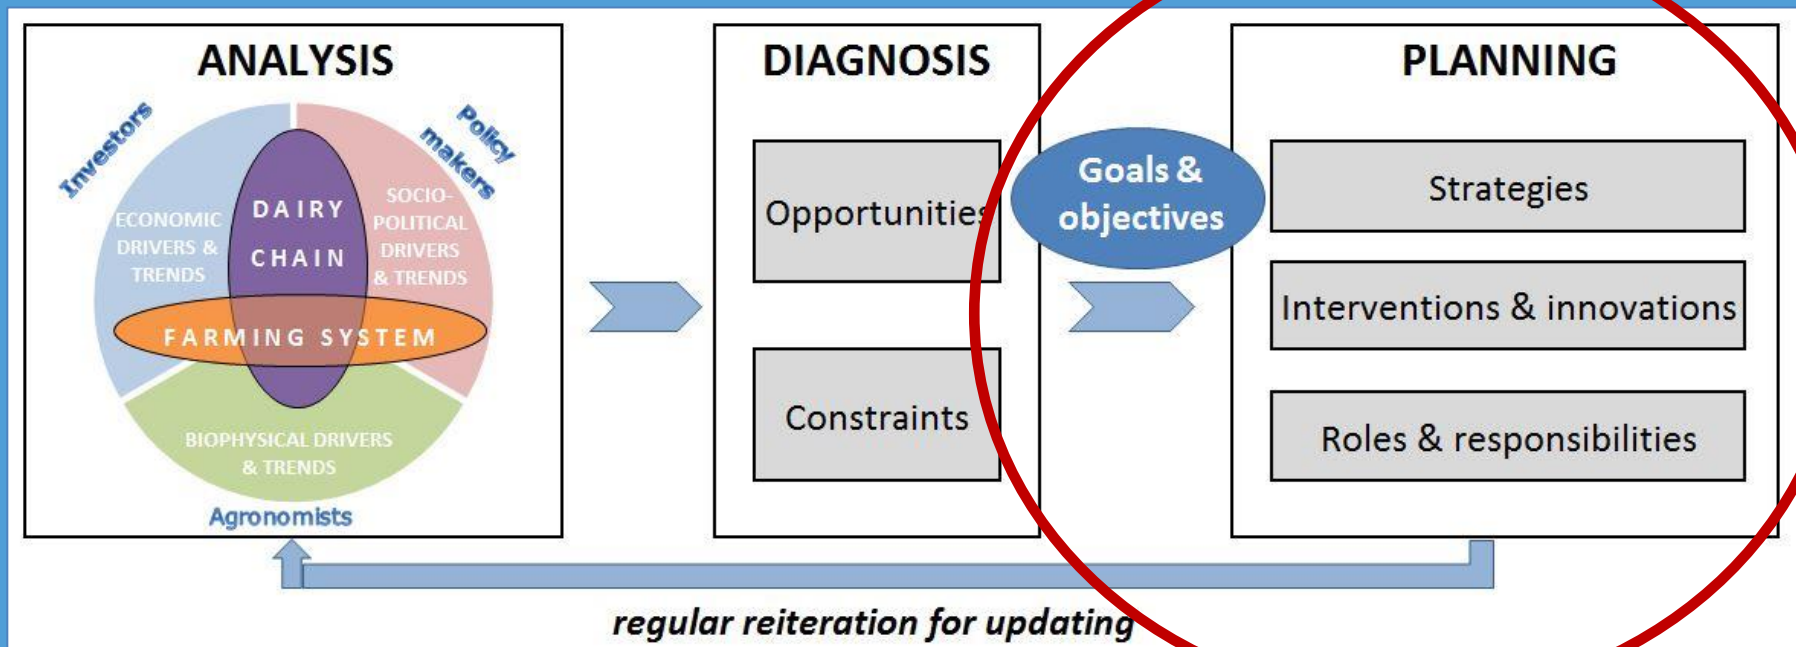 ANALYSIS
Investors
Policy
makers
ECONOMIC
DRIVERS &
TRENDS
DAIRY
CHAIN
SOCIO-
POLITICAL
DRIVERS
& TRENDS
FARMING SYSTEM
BIOPHYSICAL DRIVERS
& TRENDS
Agronomists
DIAGNOSIS
Opportunities
Constraints
Goals &
objectives
PLANNING
Strategies
Interventions & innovations
Roles & responsibilities
regular reiteration for updating